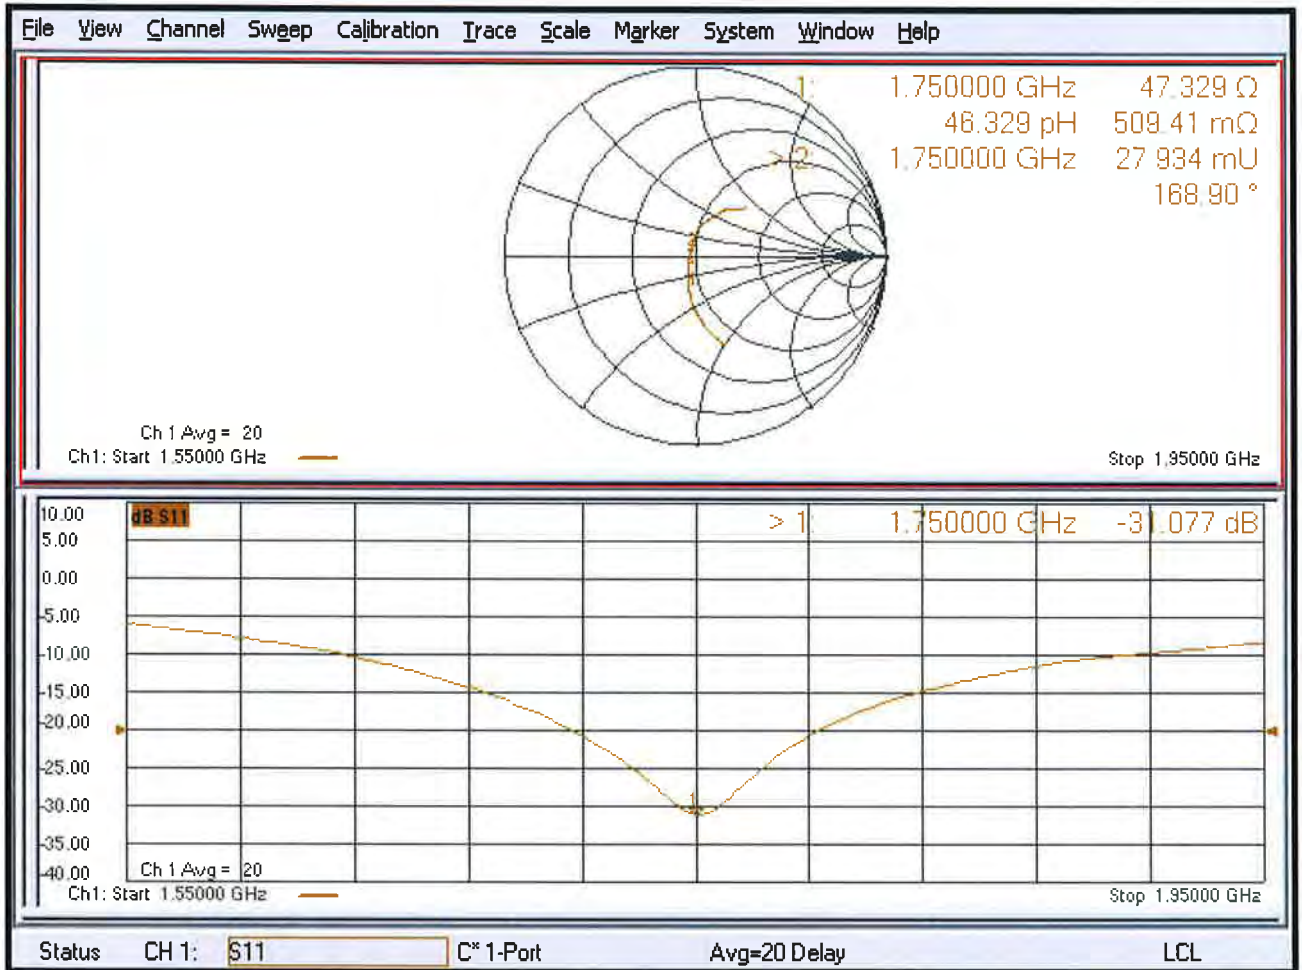 File View Channel Sweep Calibration Trace Scale Marker System Window Help
1: 1.750000 GHz 47.329 Ω
46.329 pH 509.41 mΩ
> 2: 1.750000 GHz 27.934 mU
168.90 °
Ch 1 Avg = 20
Ch1: Start 1.55000 GHz
Stop 1.95000 GHz
10.00
dB S11
> 1: 1.750000 GHz -31.077 dB
5.00
0.00
-5.00
-10.00
-15.00
-20.00
-25.00
-30.00
1
-35.00
-40.00
Ch 1 Avg = 20
Ch1: Start 1.55000 GHz
Stop 1.95000 GHz
Status CH 1: S11 C* 1-Port Avg=20 Delay LCL